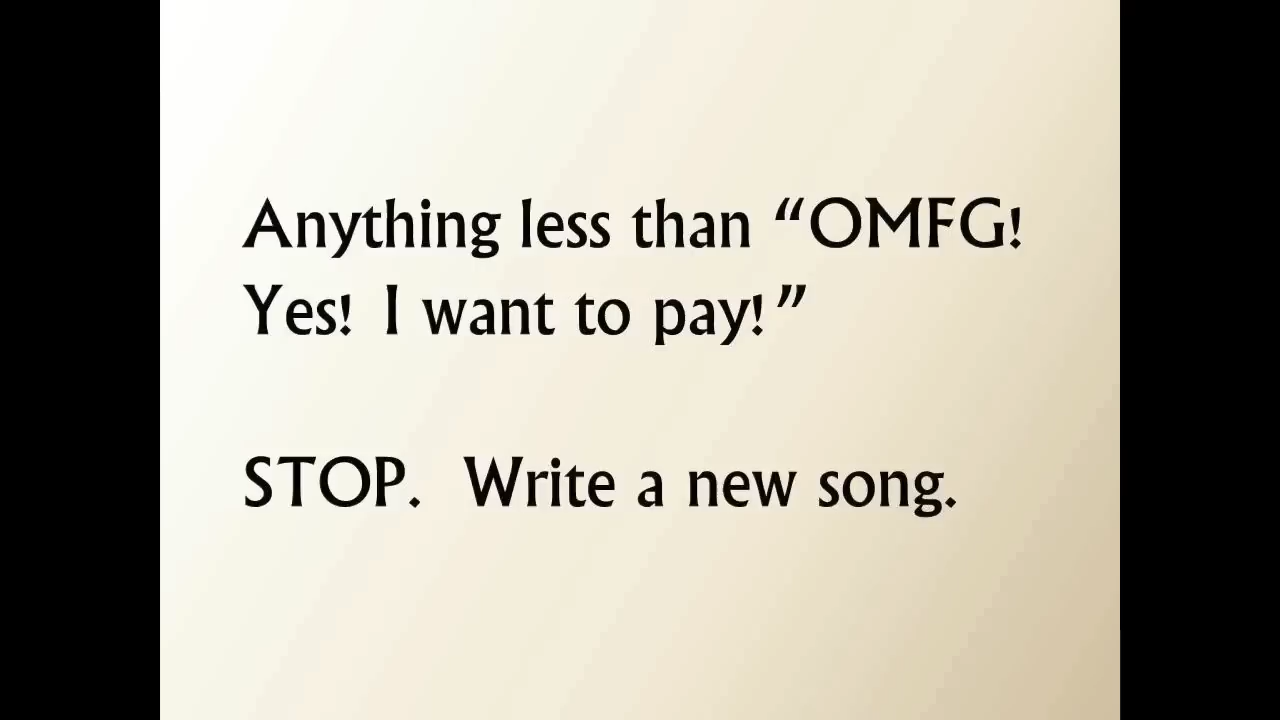 Anything less than “OMFG!
Yes!  I want to pay!”
STOP.  Write a new song.